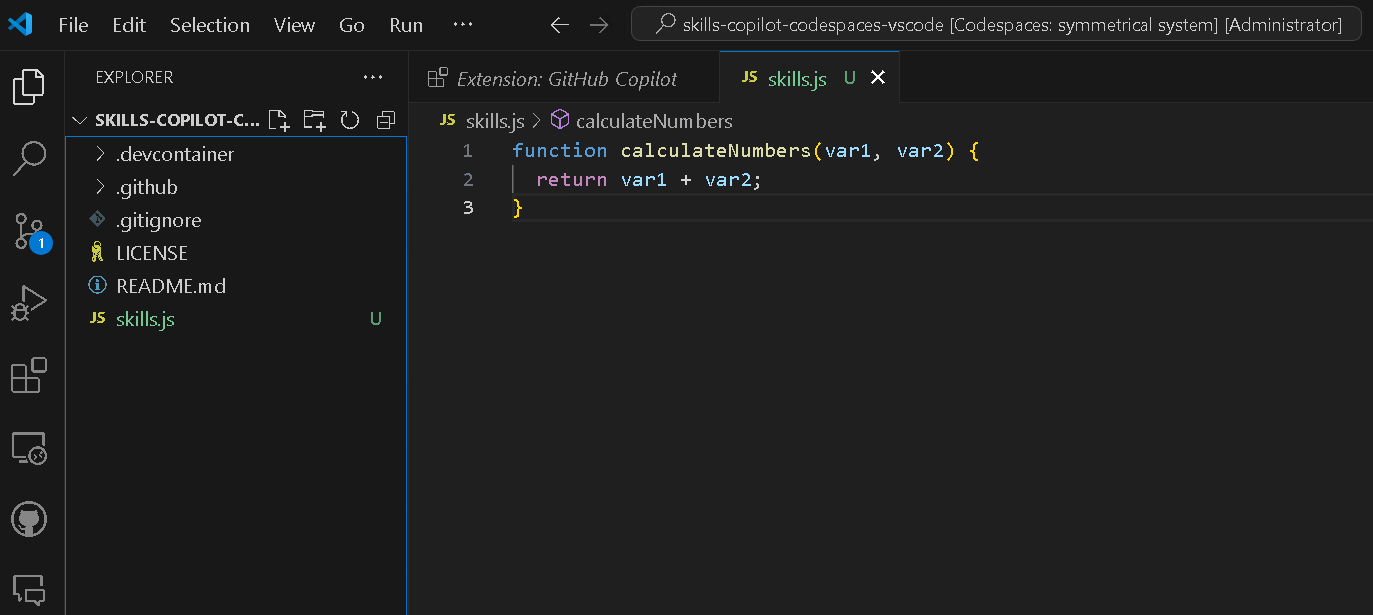 File Edit Selection View Go Run ··· skills-copilot-codespaces-vscode [Codespaces: symmetrical system] [Administrator]
EXPLORER ···
Extension: GitHub Copilot
JS skills.js U
SKILLS-COPILOT-C...
JS skills.js > calculateNumbers
.devcontainer
.github
.gitignore
LICENSE
README.md
JS skills.js U
1 function calculateNumbers(var1, var2) {
2 return var1 + var2;
3 }
1